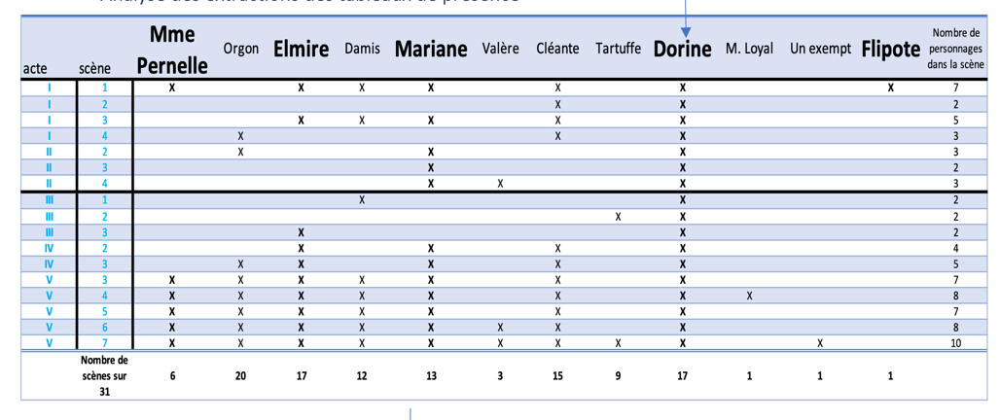 Analyse des extractions des tableaux de présence
acte scène Mme Pernelle Orgon Elmire Damis Mariane Valère Cléante Tartuffe Dorine M. Loyal Un exempt Flipote Nombre de personnages dans la scène
I 1 X X X X X X X 7
I 2 X X 2
I 3 X X X X X 5
I 4 X X X 3
II 2 X X X 3
II 3 X X 2
II 4 X X X 3
III 1 X X 2
III 2 X X 2
III 3 X X 2
IV 2 X X X X 4
IV 3 X X X X X 5
V 3 X X X X X X X 7
V 4 X X X X X X X X 8
V 5 X X X X X X X 7
V 6 X X X X X X X X 8
V 7 X X X X X X X X X X 10
Nombre de scènes sur 31 6 20 17 12 13 3 15 9 17 1 1 1